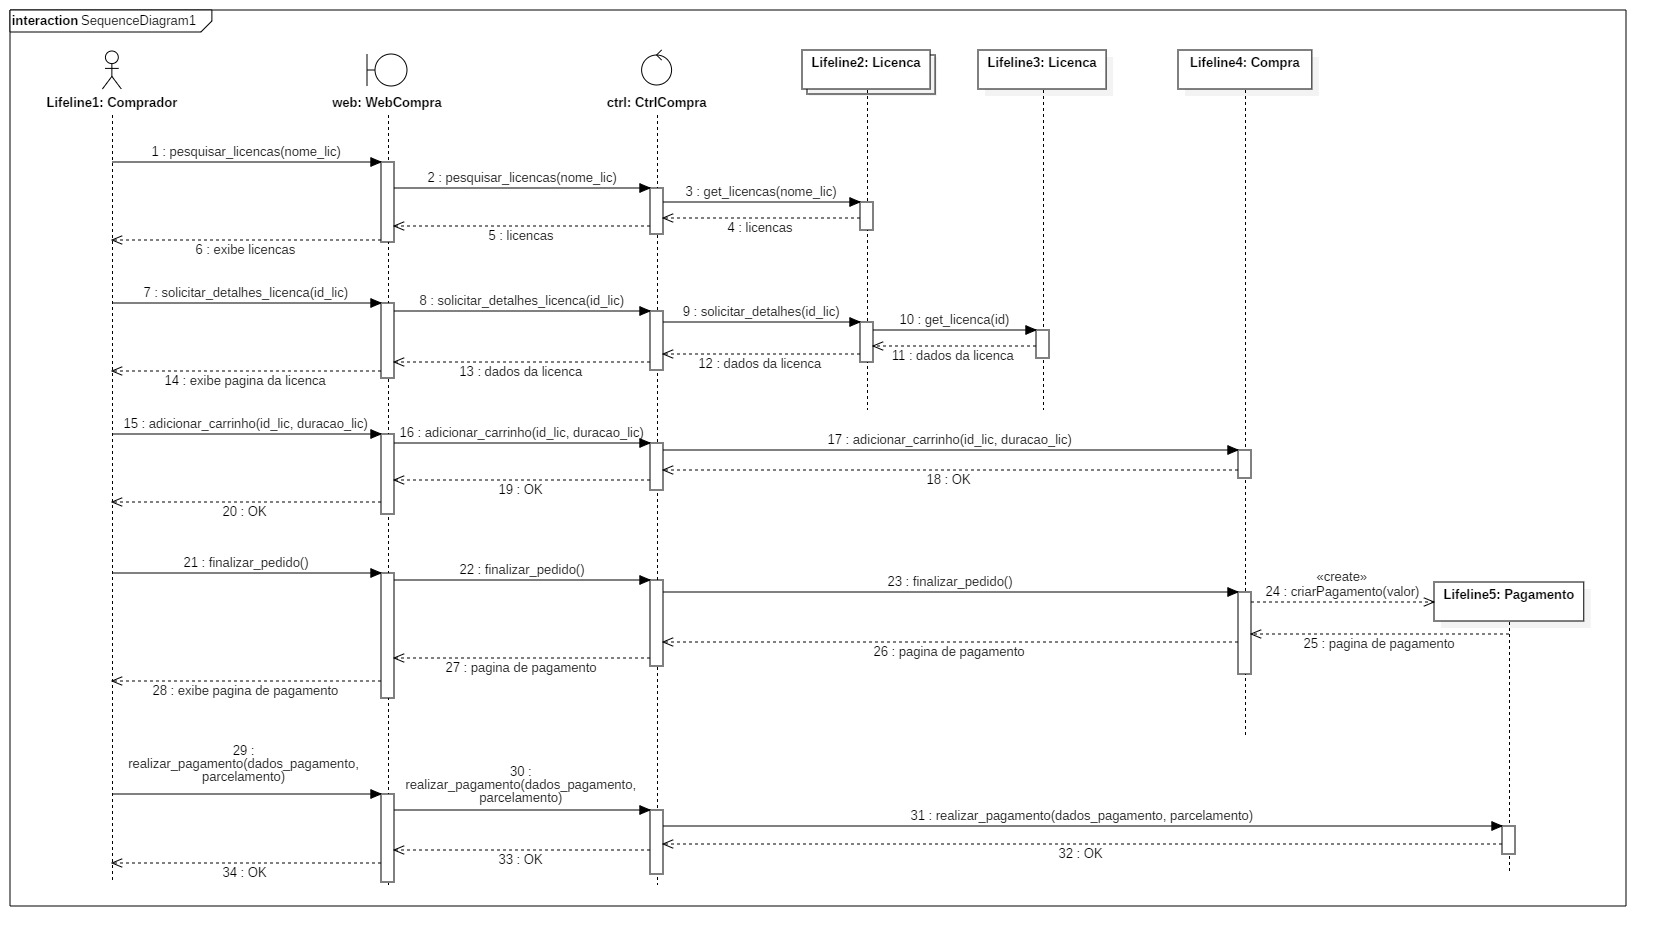 interaction SequenceDiagram1
Lifeline1: Comprador
web: WebCompra
ctrl: CtrlCompra
Lifeline2: Licenca
Lifeline3: Licenca
Lifeline4: Compra
1 : pesquisar_licencas(nome_lic)
2 : pesquisar_licencas(nome_lic)
3 : get_licencas(nome_lic)
4 : licencas
5 : licencas
6 : exibe licencas
7 : solicitar_detalhes_licenca(id_lic)
8 : solicitar_detalhes_licenca(id_lic)
9 : solicitar_detalhes(id_lic)
10 : get_licenca(id)
11 : dados da licenca
12 : dados da licenca
13 : dados da licenca
14 : exibe pagina da licenca
15 : adicionar_carrinho(id_lic, duracao_lic)
16 : adicionar_carrinho(id_lic, duracao_lic)
17 : adicionar_carrinho(id_lic, duracao_lic)
18 : OK
19 : OK
20 : OK
21 : finalizar_pedido()
22 : finalizar_pedido()
23 : finalizar_pedido()
«create»
24 : criarPagamento(valor)
Lifeline5: Pagamento
25 : pagina de pagamento
26 : pagina de pagamento
27 : pagina de pagamento
28 : exibe pagina de pagamento
29 :
realizar_pagamento(dados_pagamento,
parcelamento)
30 :
realizar_pagamento(dados_pagamento,
parcelamento)
31 : realizar_pagamento(dados_pagamento, parcelamento)
32 : OK
33 : OK
34 : OK